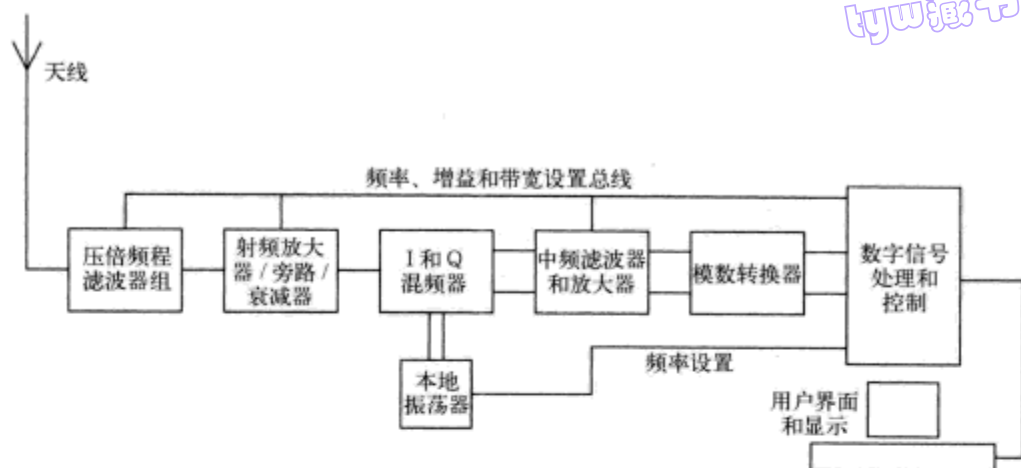 天线
频率、增益和带宽设置总线
压倍频程
滤波器组
射频放大
器/旁路/
衰减器
I和Q
混频器
中频滤波器
和放大器
模数转换器
数字信号
处理和
控制
本地
振荡器
频率设置
用户界面
和显示